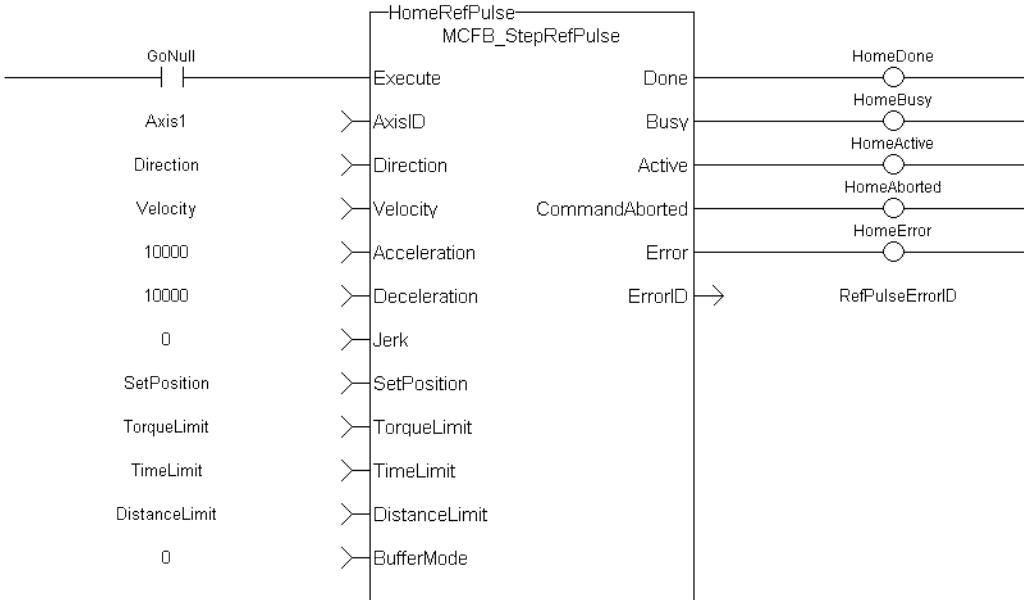 HomeRefPulse
MCFB_StepRefPulse
GoNull Execute Done HomeDone
Axis1 AxisID Busy HomeBusy
Direction Direction Active HomeActive
Velocity Velocity CommandAborted HomeAborted
10000 Acceleration Error HomeError
10000 Deceleration ErrorID RefPulseErrorID
0 Jerk
SetPosition SetPosition
TorqueLimit TorqueLimit
TimeLimit TimeLimit
DistanceLimit DistanceLimit
0 BufferMode